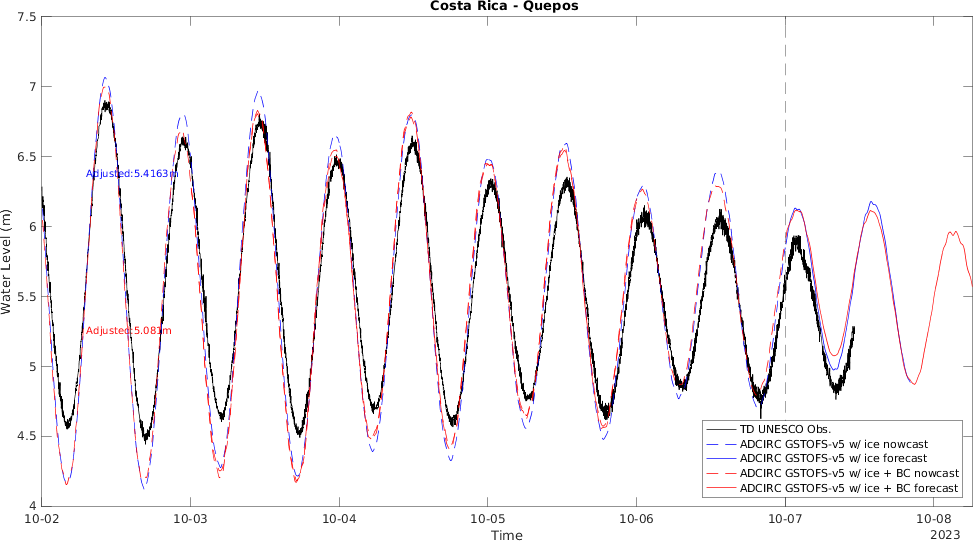 Costa Rica - Quepos
7.5
7
6.5
6
5.5
5
4.5
4
Water Level (m)
Adjusted:5.4163m
Adjusted:5.081m
TD UNESCO Obs.
ADCIRC GSTOFS-v5 w/ ice nowcast
ADCIRC GSTOFS-v5 w/ ice forecast
ADCIRC GSTOFS-v5 w/ ice + BC nowcast
ADCIRC GSTOFS-v5 w/ ice + BC forecast
10-02 10-03 10-04 10-05 10-06 10-07 10-08
Time
2023